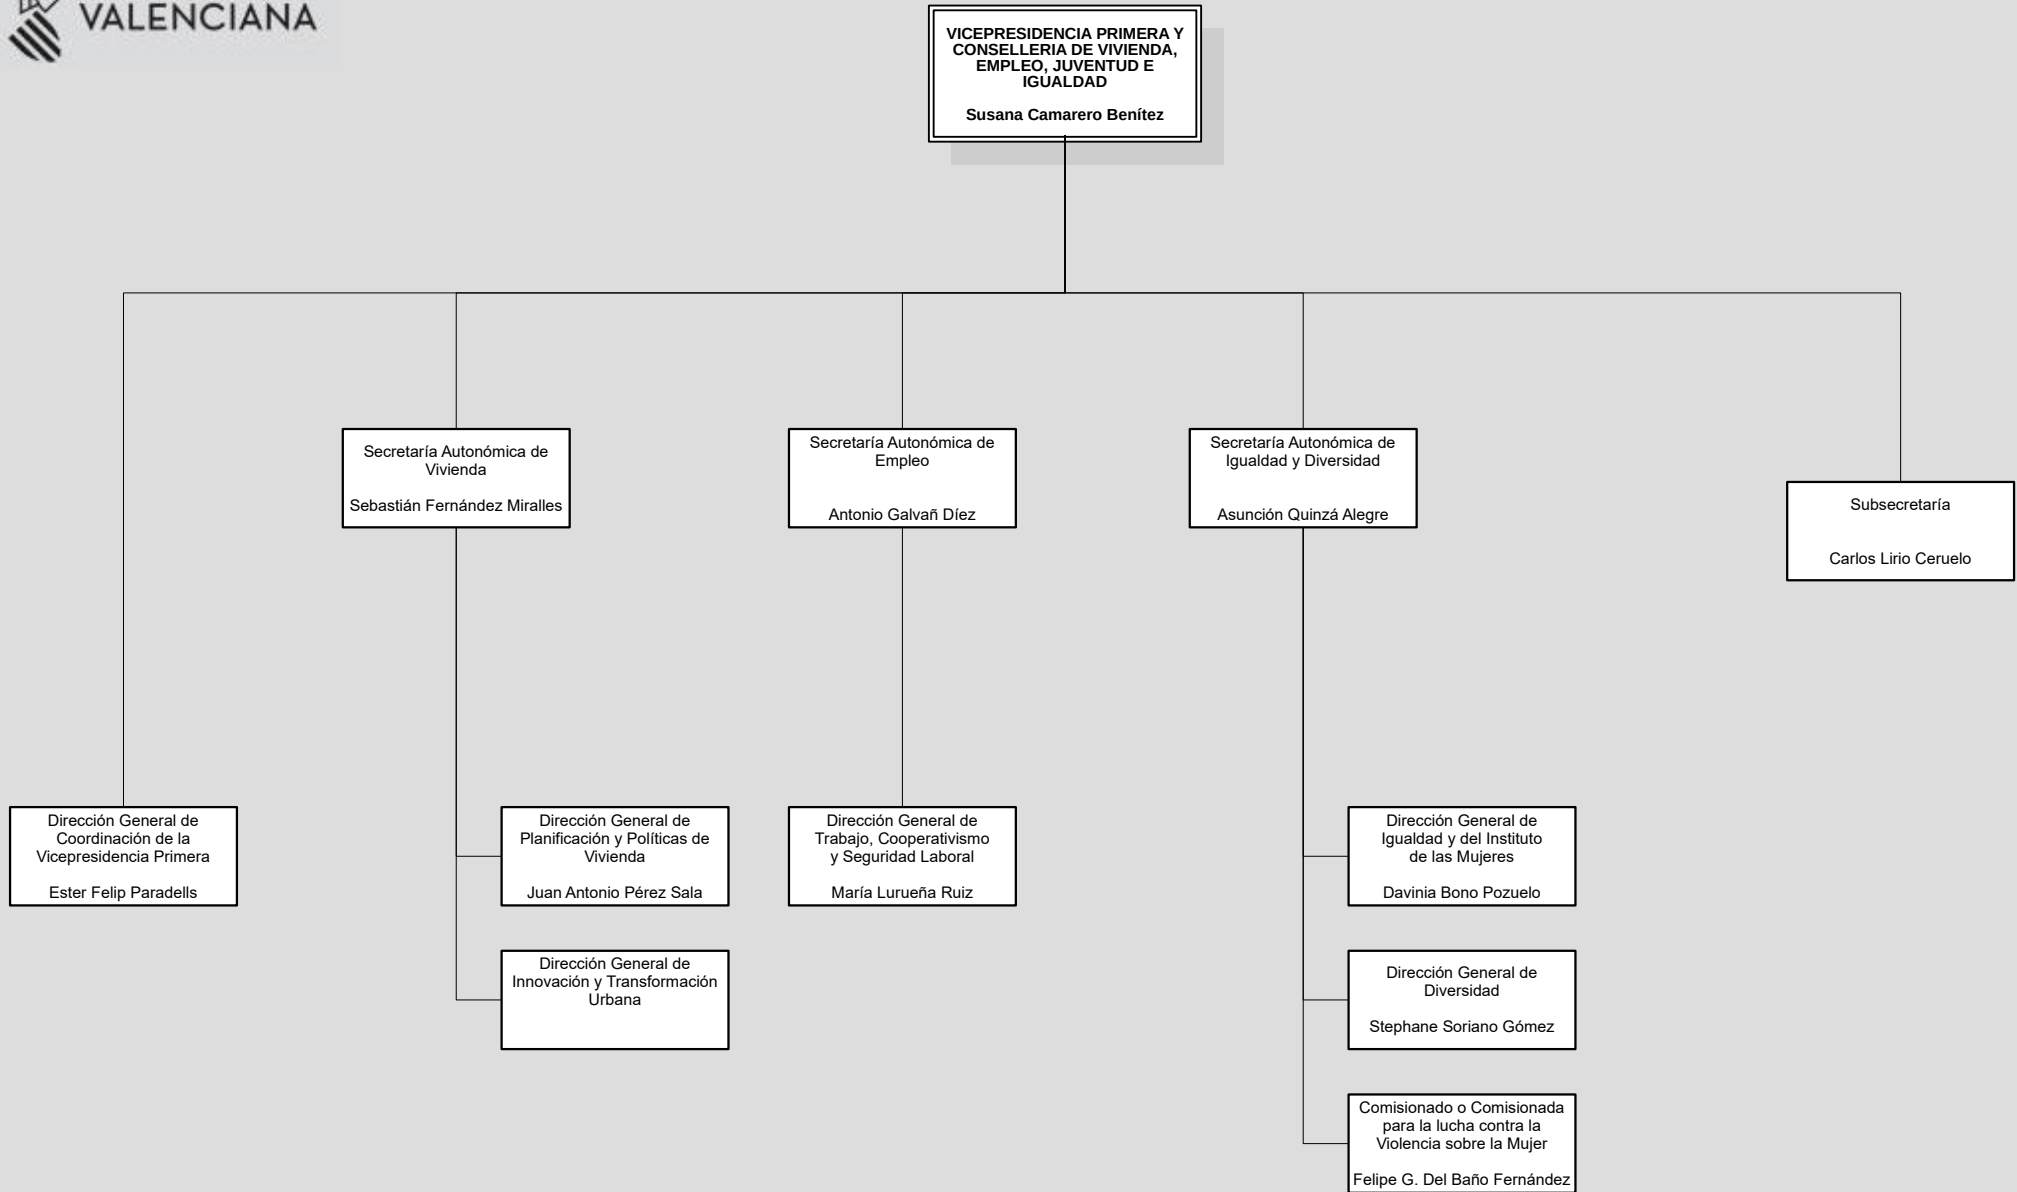 VALENCIANA
VICEPRESIDENCIA PRIMERA Y
CONSELLERIA DE VIVIENDA,
EMPLEO, JUVENTUD E
IGUALDAD
Susana Camarero Benítez
Secretaría Autonómica de
Vivienda
Sebastián Fernández Miralles
Secretaría Autonómica de
Empleo
Antonio Galvañ Díez
Secretaría Autonómica de
Igualdad y Diversidad
Asunción Quinzá Alegre
Subsecretaría
Carlos Lirio Ceruelo
Dirección General de
Coordinación de la
Vicepresidencia Primera
Ester Felip Paradells
Dirección General de
Planificación y Políticas de
Vivienda
Juan Antonio Pérez Sala
Dirección General de
Trabajo, Cooperativismo
y Seguridad Laboral
María Lurueña Ruiz
Dirección General de
Igualdad y del Instituto
de las Mujeres
Davinia Bono Pozuelo
Dirección General de
Innovación y Transformación
Urbana
Dirección General de
Diversidad
Stephane Soriano Gómez
Comisionado o Comisionada
para la lucha contra la
Violencia sobre la Mujer
Felipe G. Del Baño Fernández